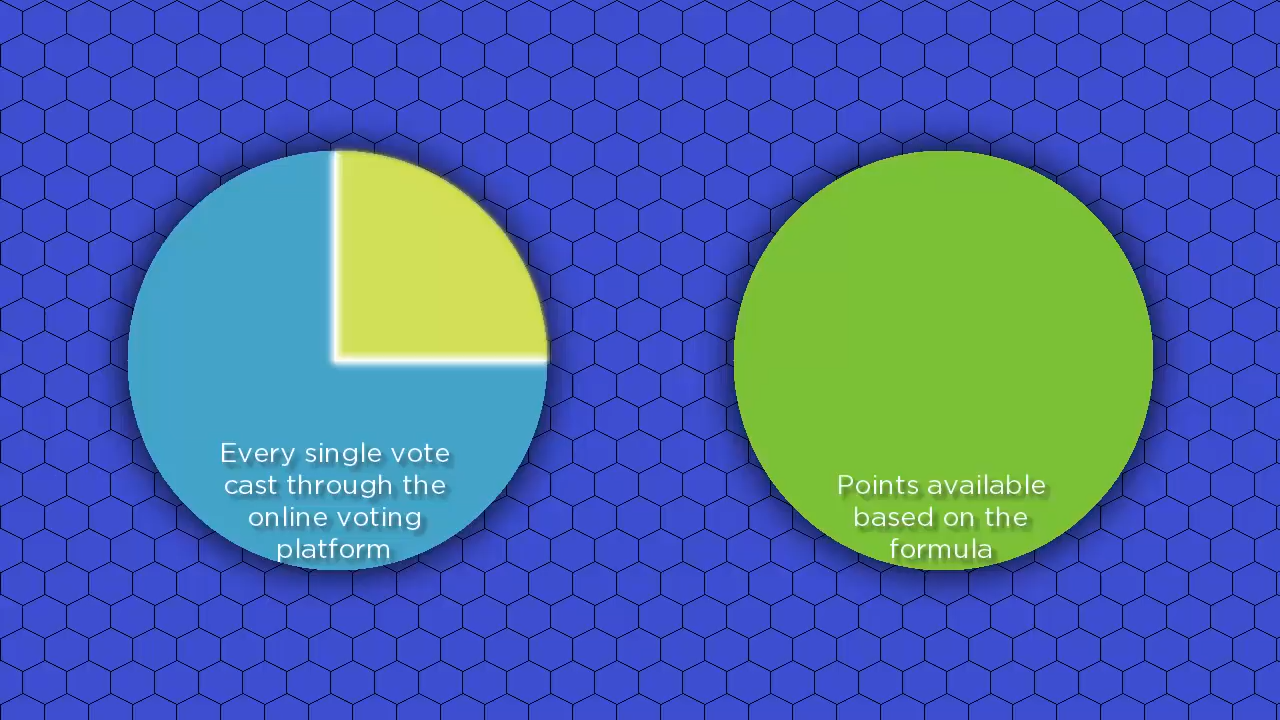 Every single vote
cast through the
online voting
platform
Points available
based on the
formula